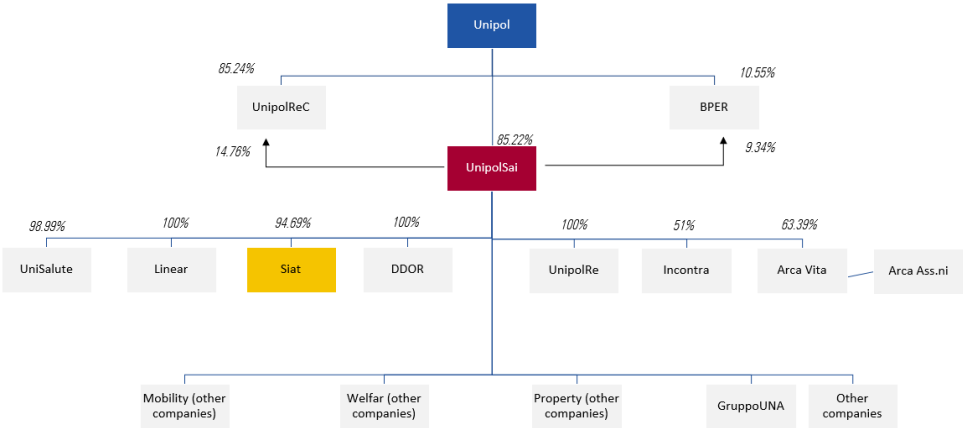 Unipol
85.24%
10.55%
UnipolReC
BPER
85.22%
14.76%
9.34%
UnipolSai
98.99%
100%
94.69%
100%
100%
51%
63.39%
UniSalute
Linear
Siat
DDOR
UnipolRe
Incontra
Arca Vita
Arca Ass.ni
Mobility (other
companies)
Welfar (other
companies)
Property (other
companies)
GruppoUNA
Other
companies